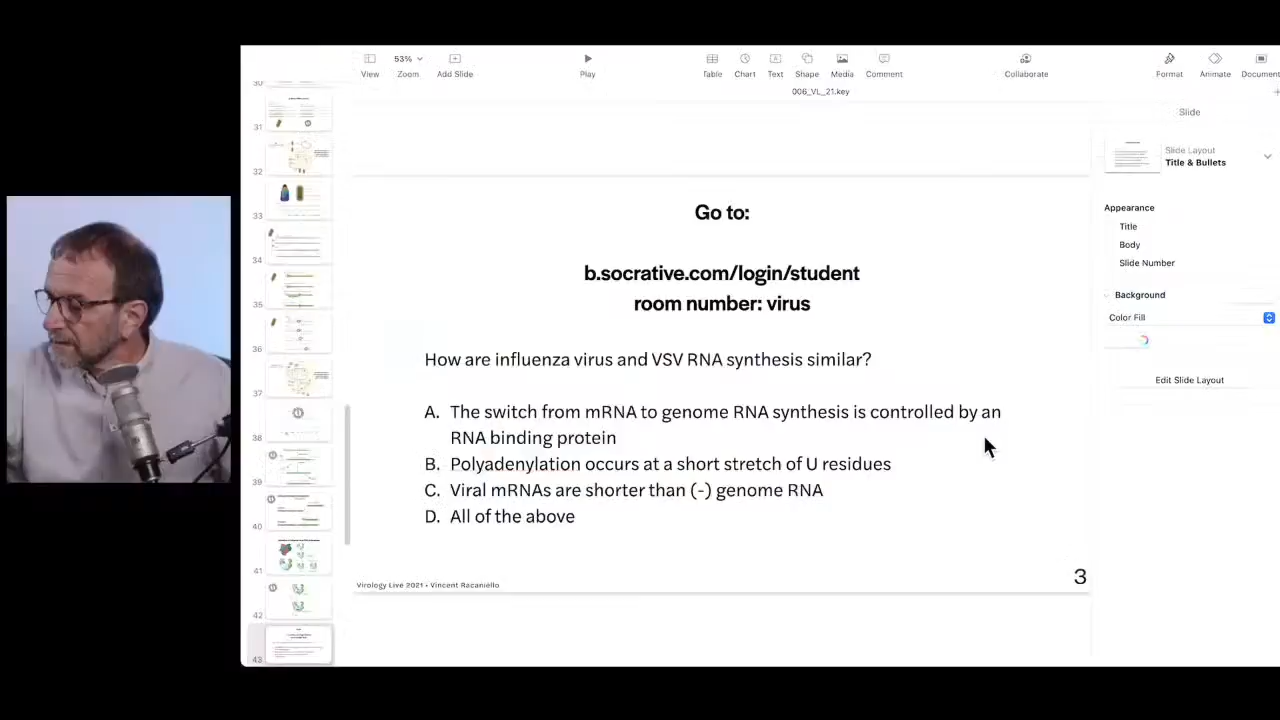 53%
View
Zoom
Add Slide
Play
Table
Chart
Text
Shape
Media
Comment
Collaborate
Format
Animate
Document
006_VL_21.key
30
31
32
33
34
35
36
37
38
39
40
41
42
43
Go to:
b.socrative.com/login/student
room number: virus
How are influenza virus and VSV RNA synthesis similar?
A. The switch from mRNA to genome RNA synthesis is controlled by an
RNA binding protein
B. Polyadenylation occurs at a short stretch of U residues
C. Viral mRNAs are shorter than (-) genome RNA
D. All of the above
Virology Live 2021 • Vincent Racaniello
3
Slide
Slide Layout
Title & Bullets
Appearance
Title
Body
Slide Number
Background
Color Fill
Edit Slide Layout